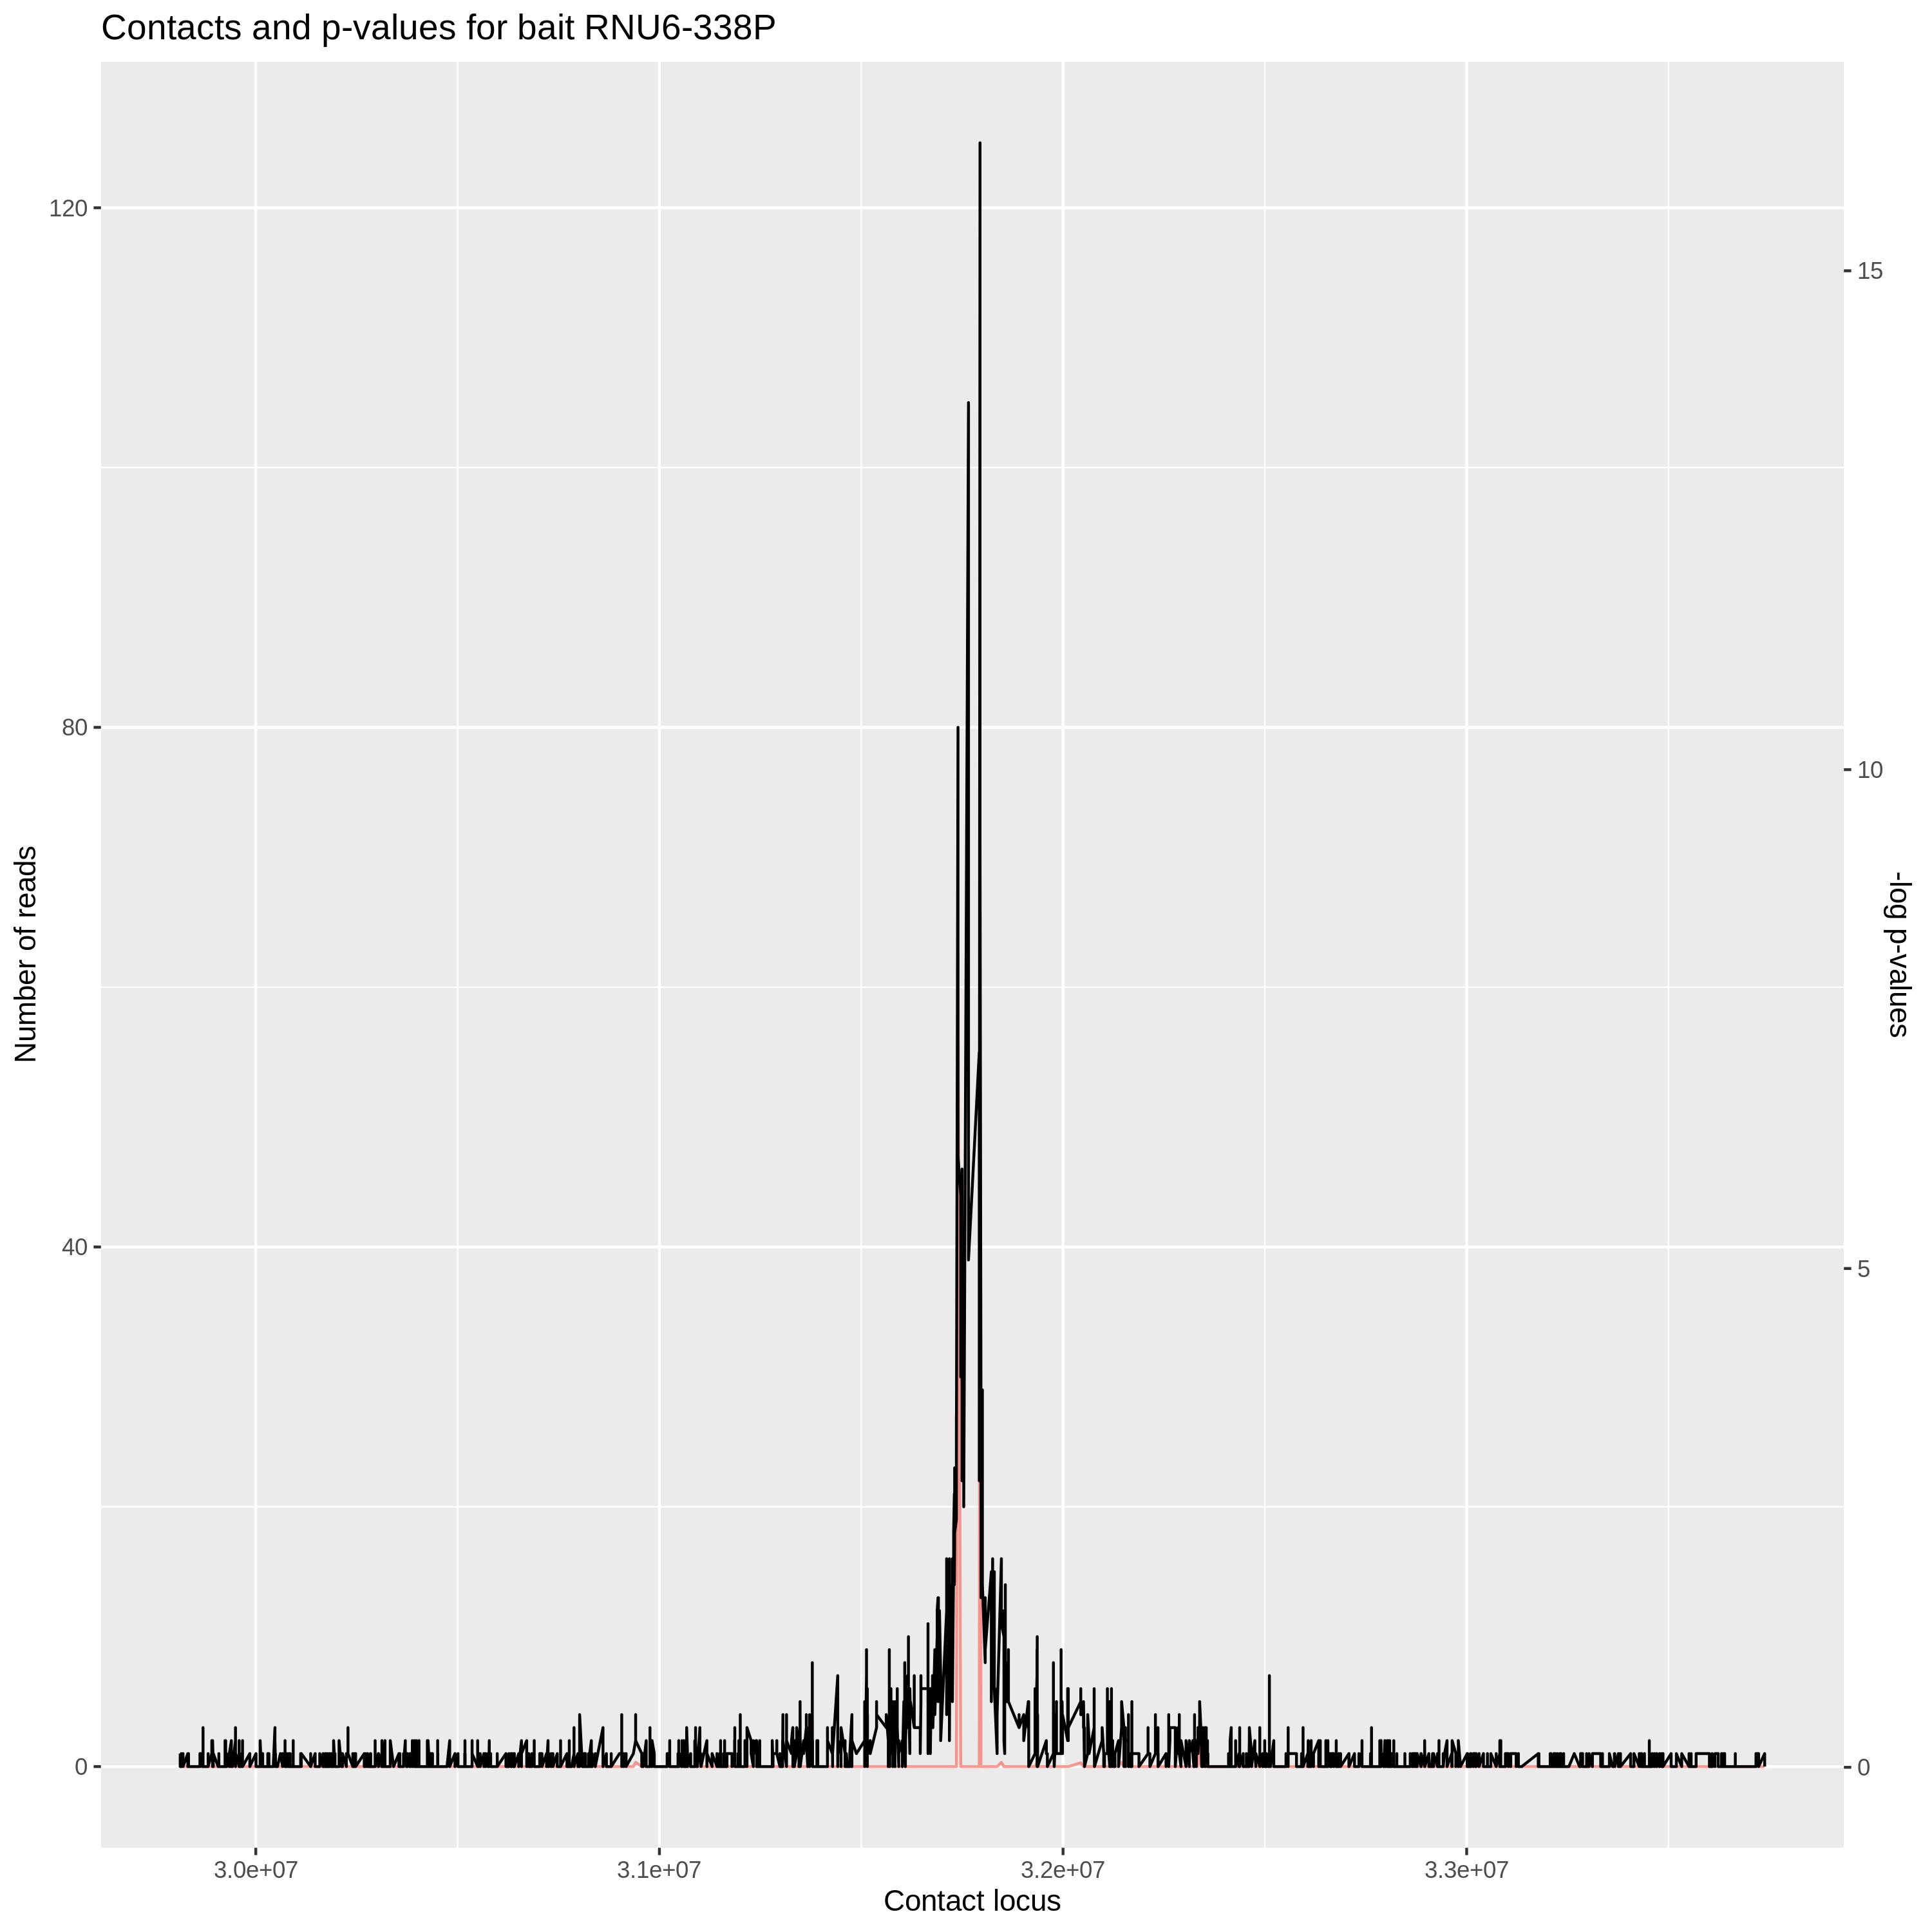 Contacts and p-values for bait RNU6-338P
120
80
40
0
Number of reads
15
10
5
0
-log p-values
3.0e+07 3.1e+07 3.2e+07 3.3e+07
Contact locus